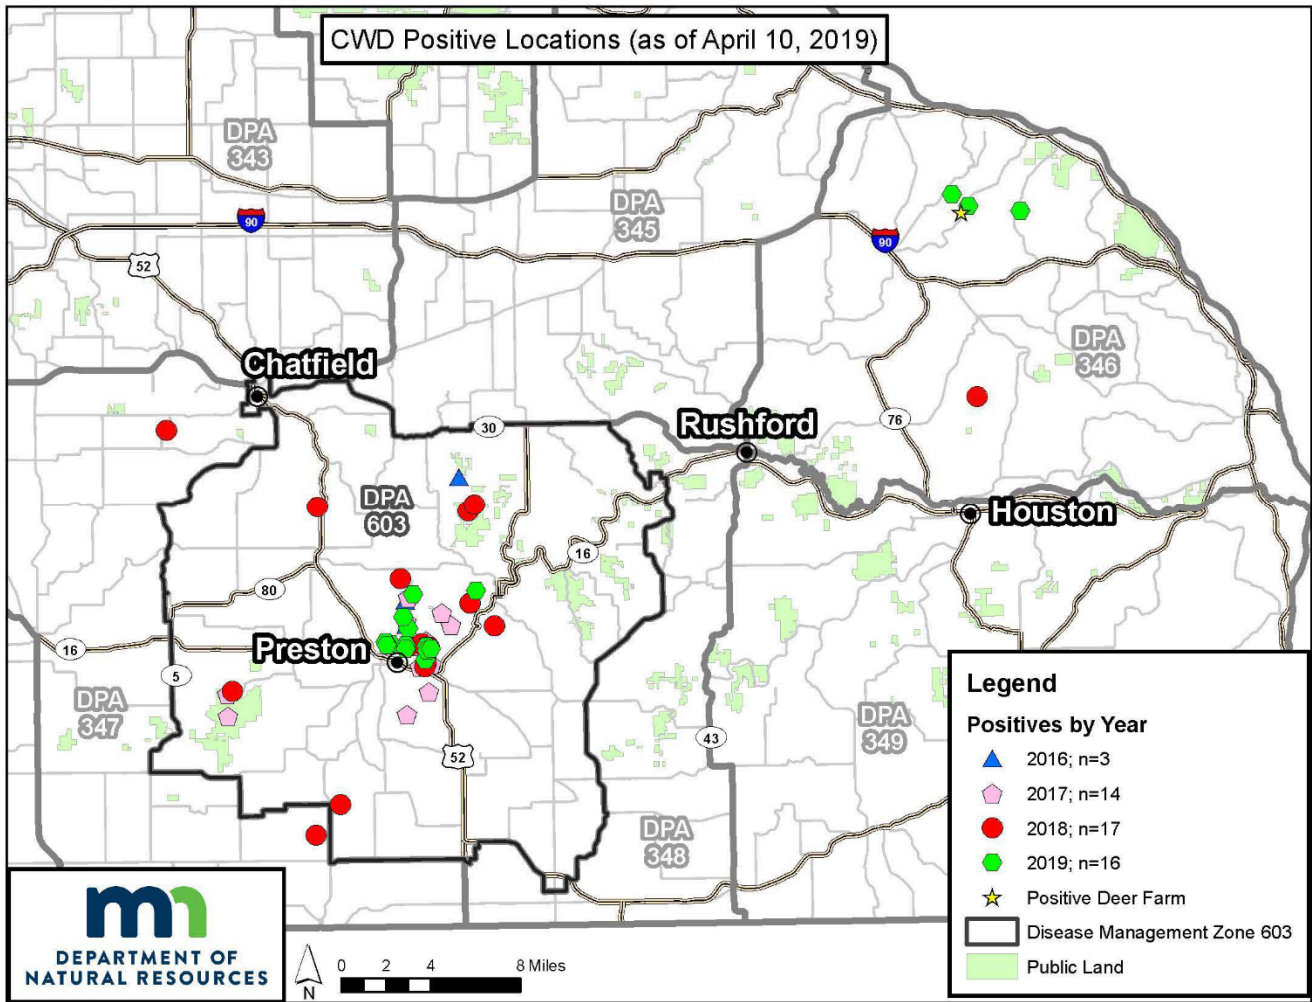 CWD Positive Locations (as of April 10, 2019)
DPA
343
DPA
345
90
90
52
DPA
346
Chatfield
76
30
Rushford
DPA
603
Houston
16
80
Preston
16
5
DPA
347
43
DPA
349
52
DPA
348
Legend
Positives by Year
2016; n=3
2017; n=14
2018; n=17
2019; n=16
Positive Deer Farm
Disease Management Zone 603
Public Land
mn
DEPARTMENT OF
NATURAL RESOURCES
N
0 2 4 8 Miles